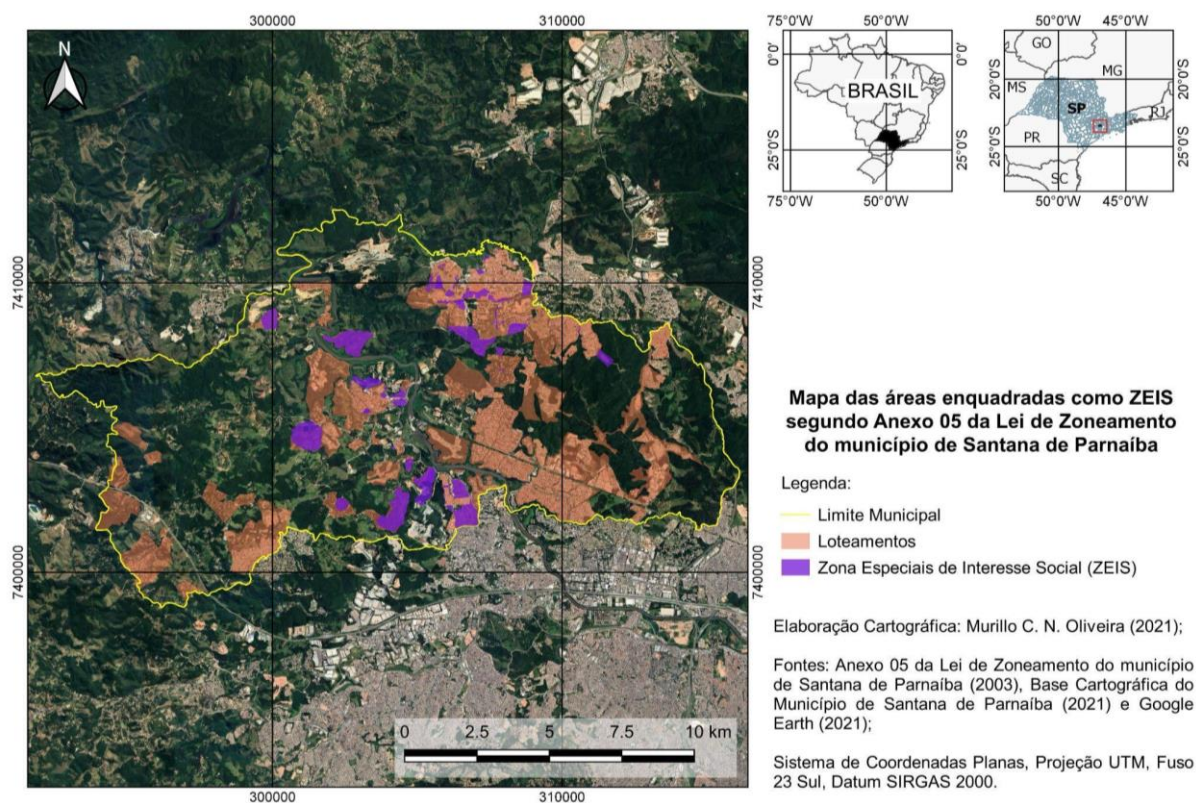 300000
310000
N
7410000
7400000
7410000
7400000
0
2.5
5
7.5
10 km
300000
310000
75°0'W
50°0'W
0°0'
25°0'S
0°0'
25°0'S
BRASIL
75°0'W
50°0'W
50°0'W
45°0'W
20°0'S
25°0'S
20°0'S
25°0'S
GO
MG
MS
SP
RJ
PR
SC
50°0'W
45°0'W
Mapa das áreas enquadradas como ZEIS
segundo Anexo 05 da Lei de Zoneamento
do município de Santana de Parnaíba
Legenda:
Limite Municipal
Loteamentos
Zona Especiais de Interesse Social (ZEIS)
Elaboração Cartográfica: Murillo C. N. Oliveira (2021);
Fontes: Anexo 05 da Lei de Zoneamento do município
de Santana de Parnaíba (2003), Base Cartográfica do
Município de Santana de Parnaíba (2021) e Google
Earth (2021);
Sistema de Coordenadas Planas, Projeção UTM, Fuso
23 Sul, Datum SIRGAS 2000.